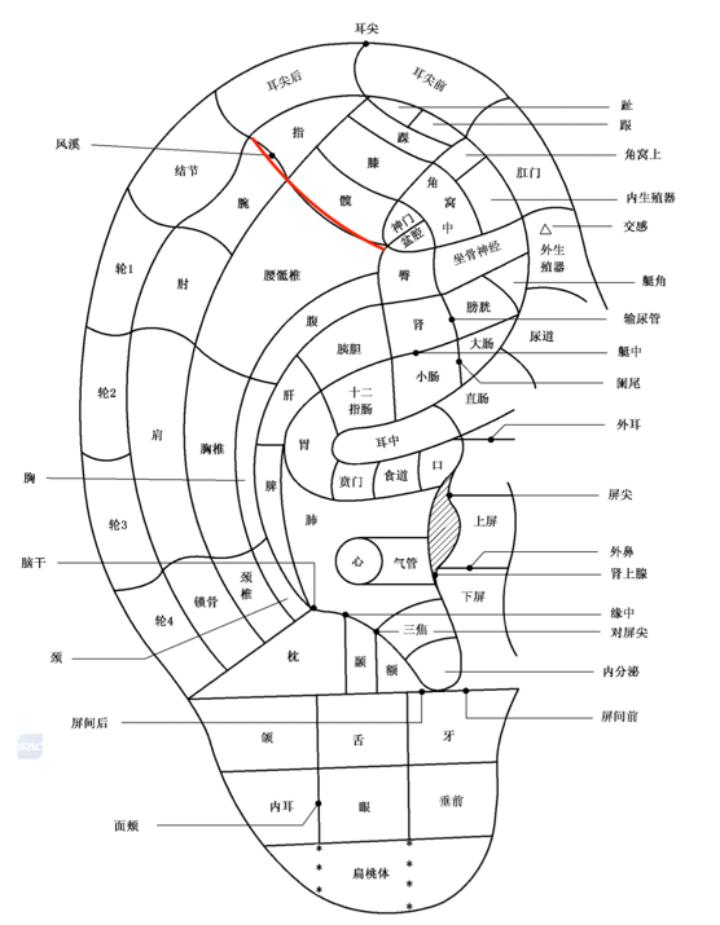 耳尖
耳尖后
耳尖前
趾
跟
指
踝
风溪
角窝上
膝
肛门
结节
角
窝
中
髋
内生殖器
腕
神门
盆腔
交感
外生
殖器
坐骨神经
轮1
肘
腰骶椎
臀
艇角
膀胱
腹
肾
输尿管
大肠
尿道
胰胆
艇中
小肠
阑尾
轮2
肝
十二
指肠
直肠
外耳
肩
胸椎
胃
耳中
口
贲门
食道
胸
脾
屏尖
轮3
肺
上屏
外鼻
脑干
心
气管
肾上腺
颈
椎
下屏
锁骨
轮4
缘中
三焦
对屏尖
颈
枕
颞
额
内分泌
屏间后
屏间前
颌
舌
牙
内耳
眼
垂前
面颊
扁桃体
SAC